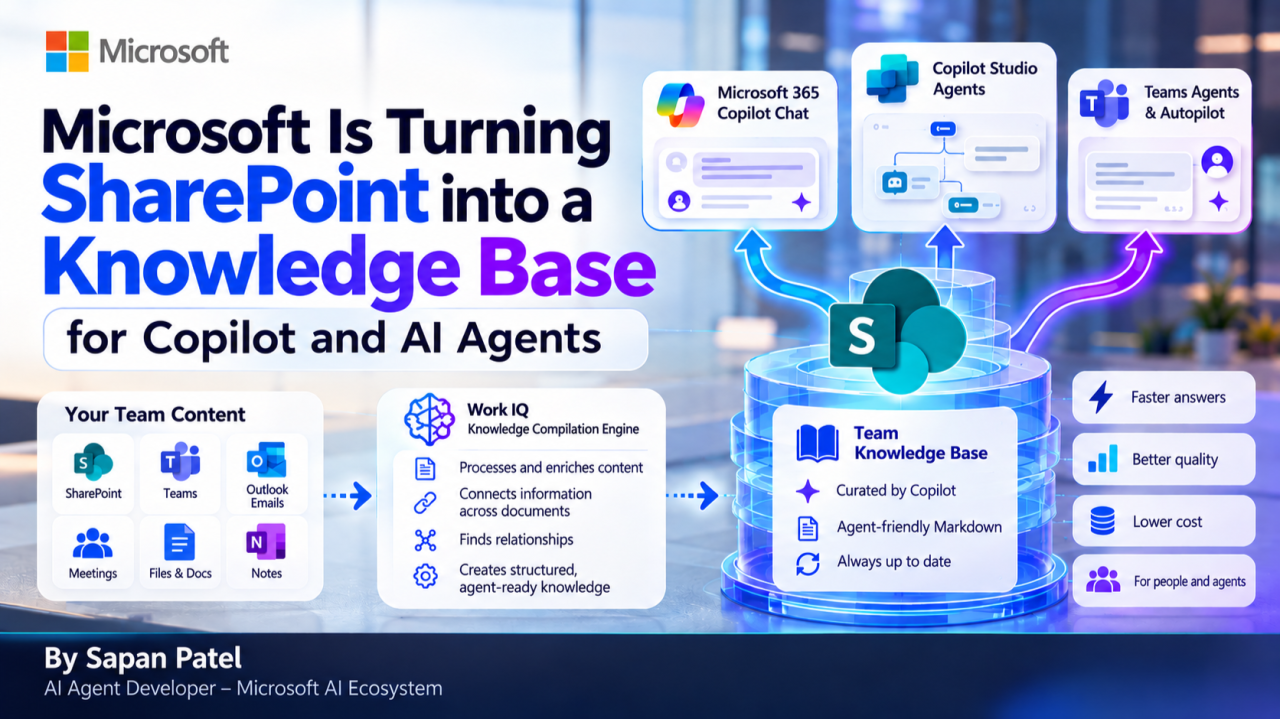 Microsoft
Microsoft Is Turning
SharePoint into a
Knowledge Base
for Copilot and AI Agents
Microsoft 365
Copilot Chat
Copilot Studio
Agents
Teams Agents
& Autopilot
Your Team Content
S
SharePoint
T
Teams
O
Outlook
Emails
Meetings
Files & Docs
N
Notes
Work IQ
Knowledge Compilation Engine
Processes and enriches content
Connects information
across documents
Finds relationships
Creates structured,
agent-ready knowledge
S
Team
Knowledge Base
Curated by Copilot
Agent-friendly Markdown
Always up to date
T
Faster answers
Better quality
Lower cost
For people and agents
By Sapan Patel
AI Agent Developer – Microsoft AI Ecosystem